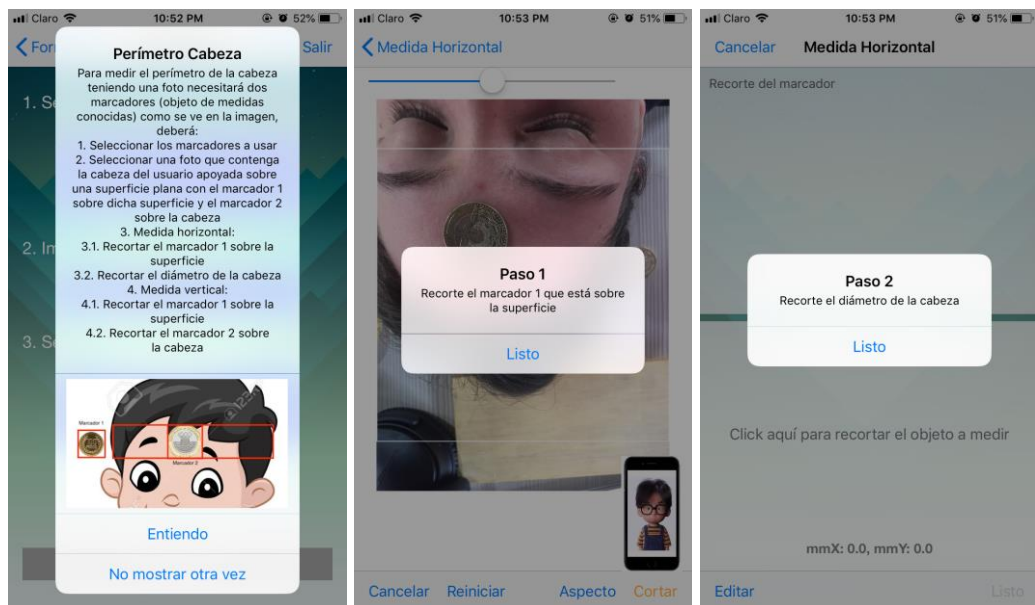 Claro 10:52 PM 52%
For
Salir
Perímetro Cabeza
Para medir el perímetro de la cabeza
teniendo una foto necesitará dos
marcadores (objeto de medidas
conocidas) como se ve en la imagen,
deberá:
1. Seleccionar los marcadores a usar
2. Seleccionar una foto que contenga
la cabeza del usuario apoyada sobre
una superficie plana con el marcador 1
sobre dicha superficie y el marcador 2
sobre la cabeza
3. Medida horizontal:
3.1. Recortar el marcador 1 sobre la
superficie
3.2. Recortar el diámetro de la cabeza
4. Medida vertical:
4.1. Recortar el marcador 1 sobre la
superficie
4.2. Recortar el marcador 2 sobre
la cabeza
1. Se
2. Im
3. Se
Marcador 1
Marcador 2
Entiendo
No mostrar otra vez
Claro 10:53 PM 51%
Medida Horizontal
Paso 1
Recorte el marcador 1 que está sobre
la superficie
Listo
Cancelar Reiniciar Aspecto Cortar
Claro 10:53 PM 51%
Cancelar Medida Horizontal
Recorte del marcador
Paso 2
Recorte el diámetro de la cabeza
Listo
Click aquí para recortar el objeto a medir
mmX: 0.0, mmY: 0.0
Editar Listo